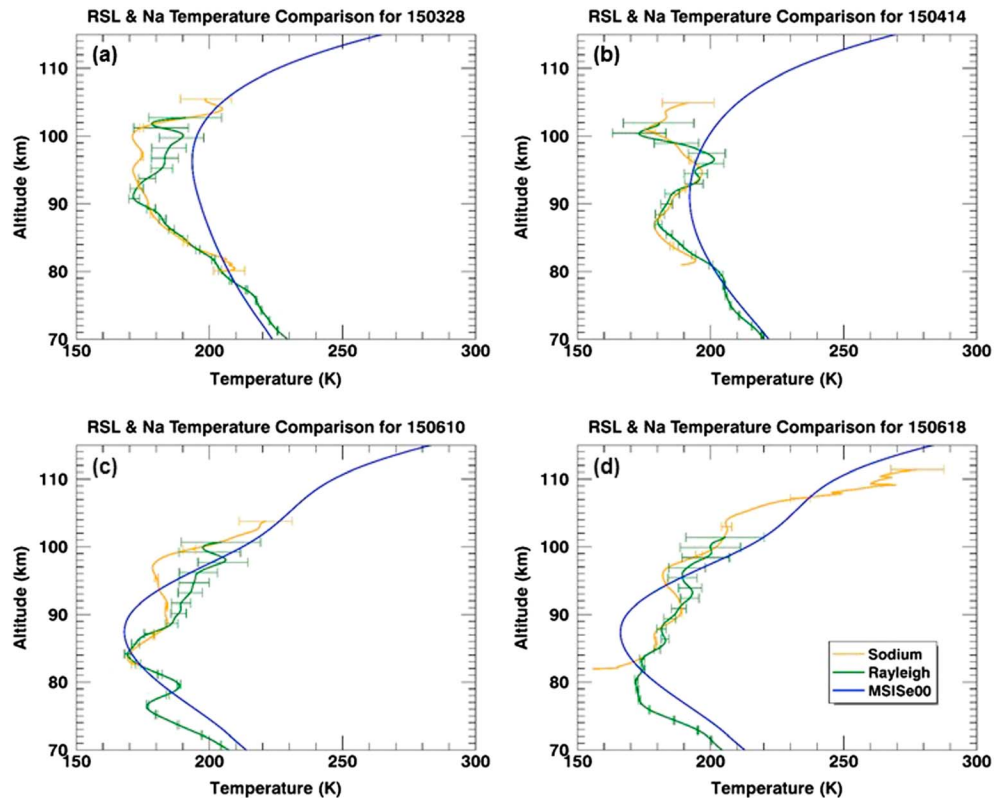 RSL & Na Temperature Comparison for 150328
(a)
110
100
90
80
70
150
200
250
300
Altitude (km)
Temperature (K)
RSL & Na Temperature Comparison for 150414
(b)
110
100
90
80
70
150
200
250
300
Altitude (km)
Temperature (K)
RSL & Na Temperature Comparison for 150610
(c)
110
100
90
80
70
150
200
250
300
Altitude (km)
Temperature (K)
RSL & Na Temperature Comparison for 150618
(d)
110
100
90
80
70
150
200
250
300
Altitude (km)
Temperature (K)
Sodium
Rayleigh
MSISe00